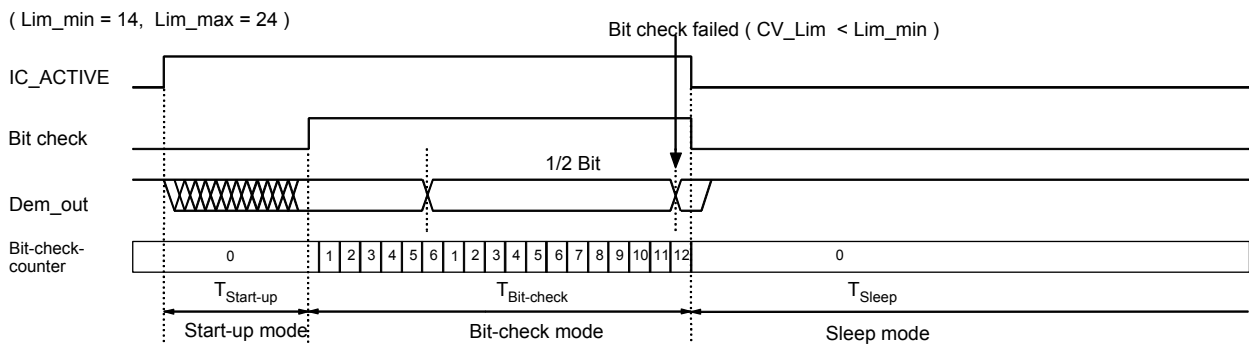 ( Lim_min = 14, Lim_max = 24 )
Bit check failed ( CV_Lim < Lim_min )
IC_ACTIVE
Bit check
1/2 Bit
Dem_out
Bit-check-
counter
0 1 2 3 4 5 6 1 2 3 4 5 6 7 8 9 10 11 12 0
TStart-up TBit-check TSleep
Start-up mode Bit-check mode Sleep mode